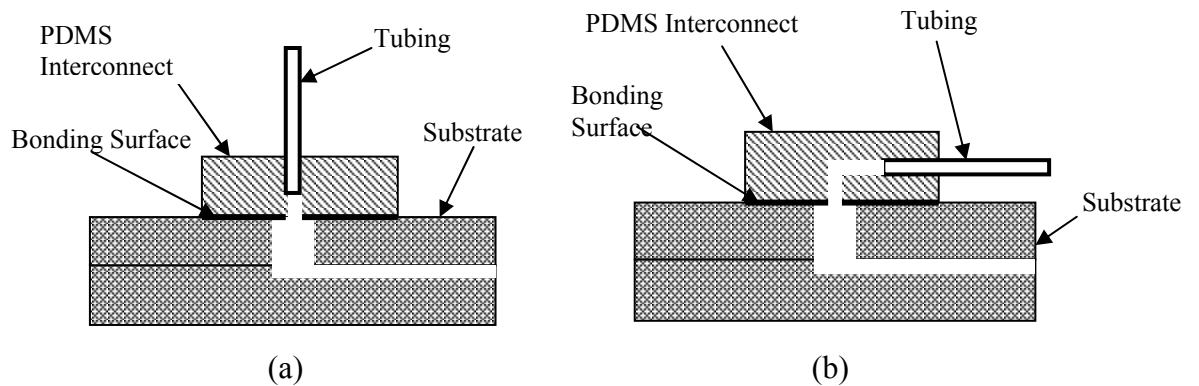 PDMS
Interconnect
Tubing
Bonding Surface
Substrate
(a)
PDMS Interconnect
Tubing
Bonding
Surface
Substrate
(b)